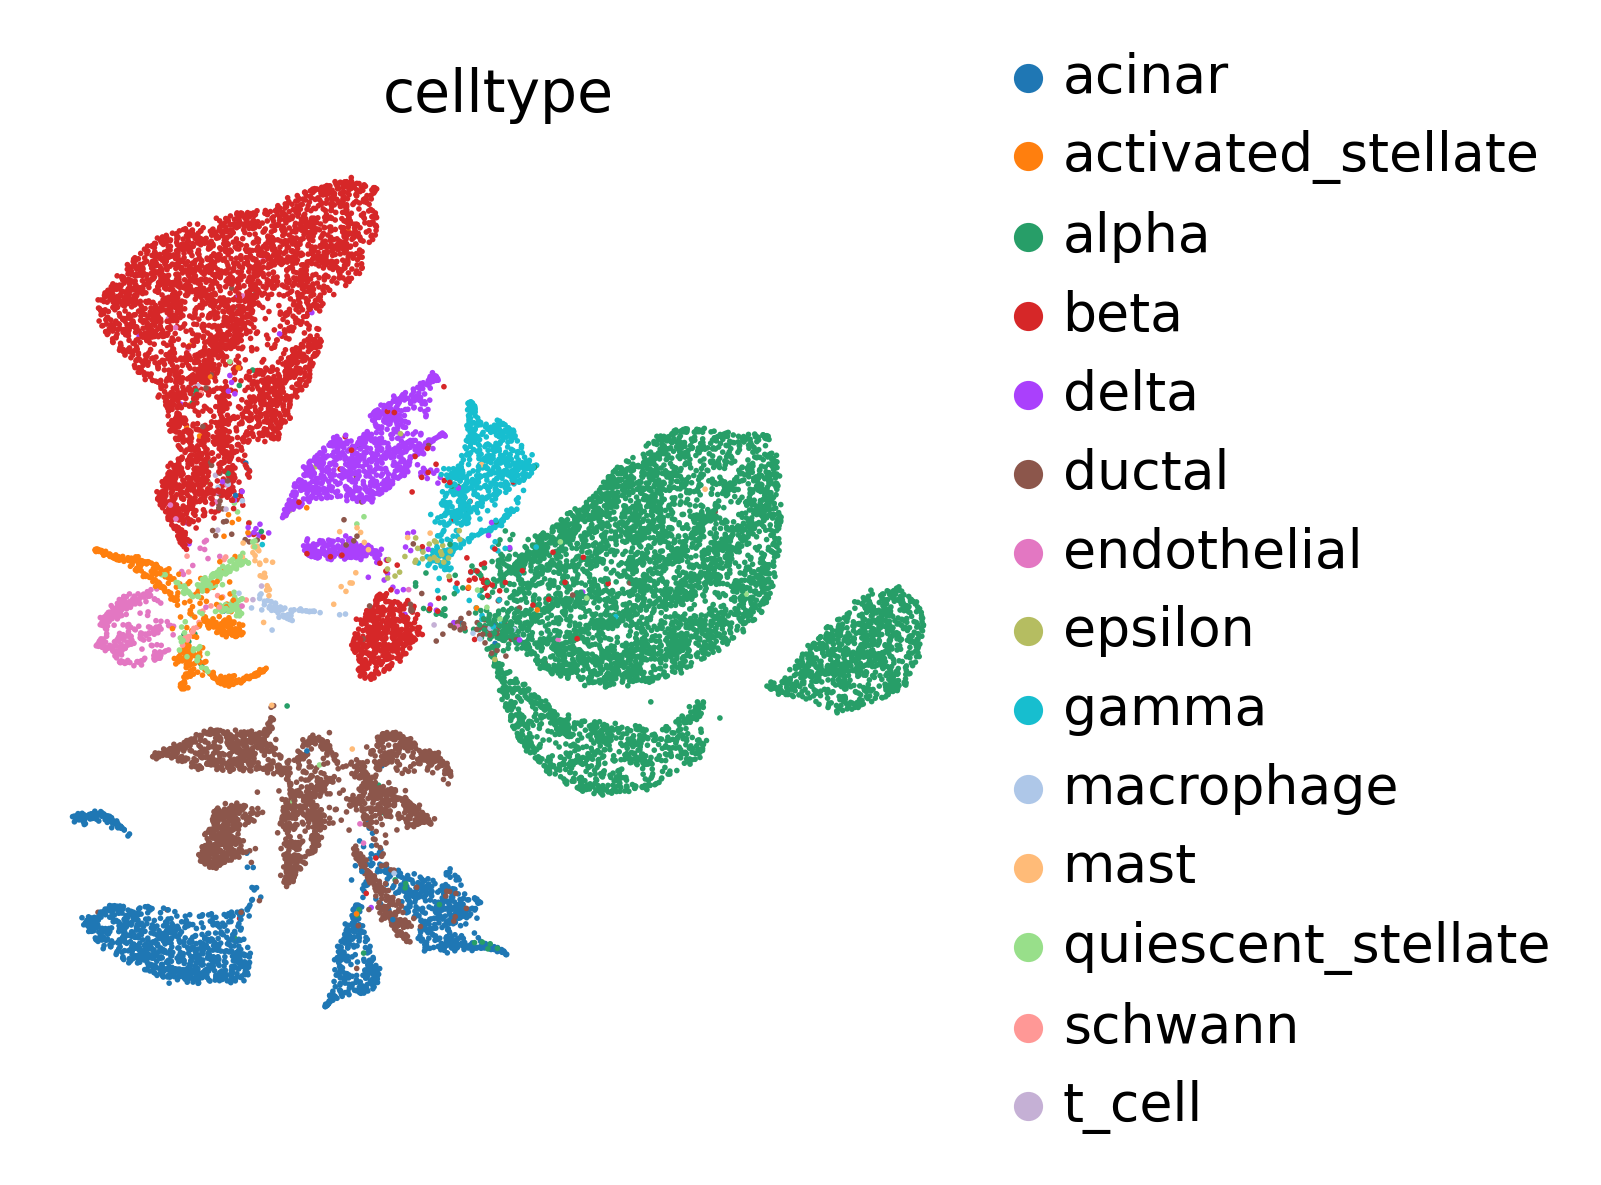 celltype
acinar
activated_stellate
alpha
beta
delta
ductal
endothelial
epsilon
gamma
macrophage
mast
quiescent_stellate
schwann
t_cell